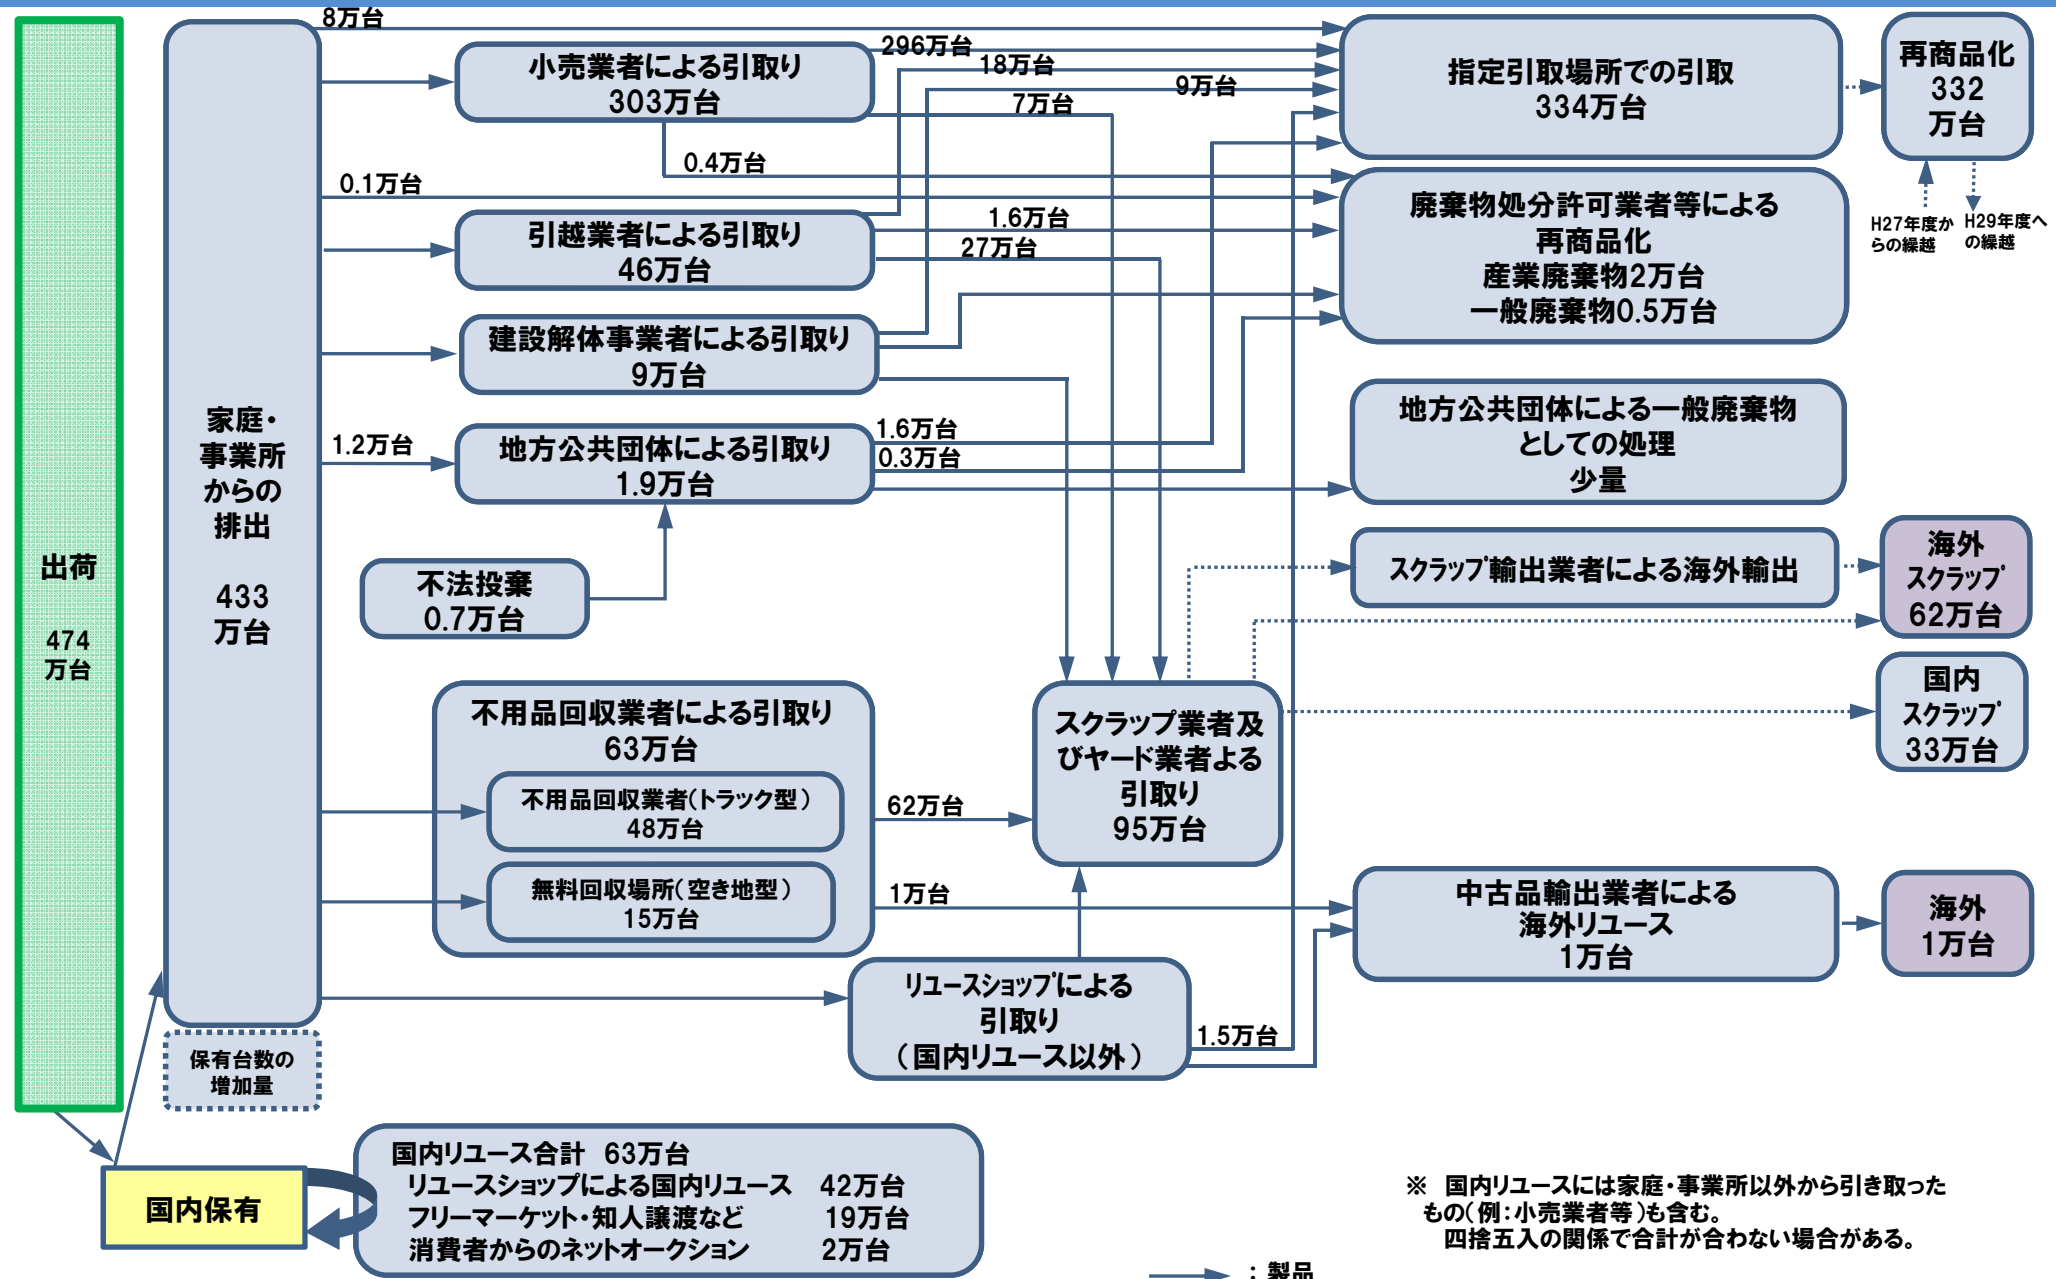 出荷
474
万台
家庭・
事業所
からの
排出
433
万台
保有台数の
増加量
国内保有
8万台
小売業者による引取り
303万台
296万台
18万台
9万台
7万台
0.4万台
0.1万台
引越業者による引取り
46万台
1.6万台
27万台
建設解体事業者による引取り
9万台
1.2万台
地方公共団体による引取り
1.9万台
1.6万台
0.3万台
不法投棄
0.7万台
不用品回収業者による引取り
63万台
不用品回収業者(トラック型)
48万台
無料回収場所(空き地型)
15万台
62万台
1万台
スクラップ業者及
びヤード業者よる
引取り
95万台
リユースショップによる
引取り
(国内リユース以外)
1.5万台
指定引取場所での引取
334万台
再商品化
332
万台
H27年度か
らの繰越
H29年度へ
の繰越
廃棄物処分許可業者等による
再商品化
産業廃棄物2万台
一般廃棄物0.5万台
地方公共団体による一般廃棄物
としての処理
少量
スクラップ輸出業者による海外輸出
海外
スクラップ
62万台
国内
スクラップ
33万台
中古品輸出業者による
海外リユース
1万台
海外
1万台
国内リユース合計 63万台
リユースショップによる国内リユース 42万台
フリーマーケット・知人譲渡など 19万台
消費者からのネットオークション 2万台
※ 国内リユースには家庭・事業所以外から引き取った
もの(例:小売業者等)も含む。
四捨五入の関係で合計が合わない場合がある。
:製品